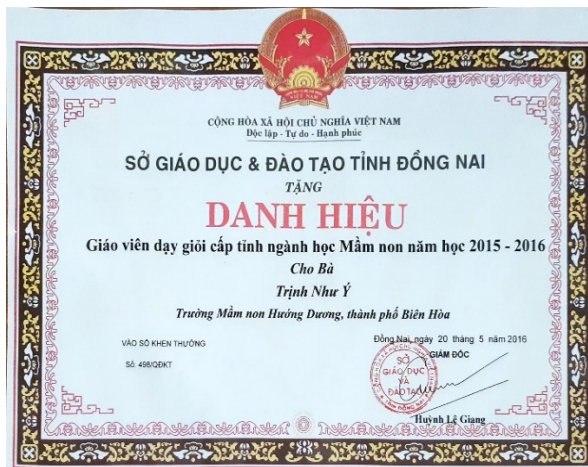 VIỆT NAM
CỘNG HÒA XÃ HỘI CHỦ NGHĨA VIỆT NAM
Độc lập - Tự do - Hạnh phúc
SỞ GIÁO DỤC & ĐÀO TẠO TỈNH ĐỒNG NAI
TẶNG
DANH HIỆU
Giáo viên dạy giỏi cấp tỉnh ngành học Mầm non năm học 2015 - 2016
Cho Bà
Trịnh Như Ý
Trường Mầm non Hướng Dương, thành phố Biên Hòa
VÀO SỔ KHEN THƯỞNG
Số: 498/QĐKT
Đồng Nai, ngày 20 tháng 5 năm 2016
GIÁM ĐỐC
SỞ
GIÁO DỤC
VÀ
ĐÀO TẠO
Huỳnh Lệ Giang